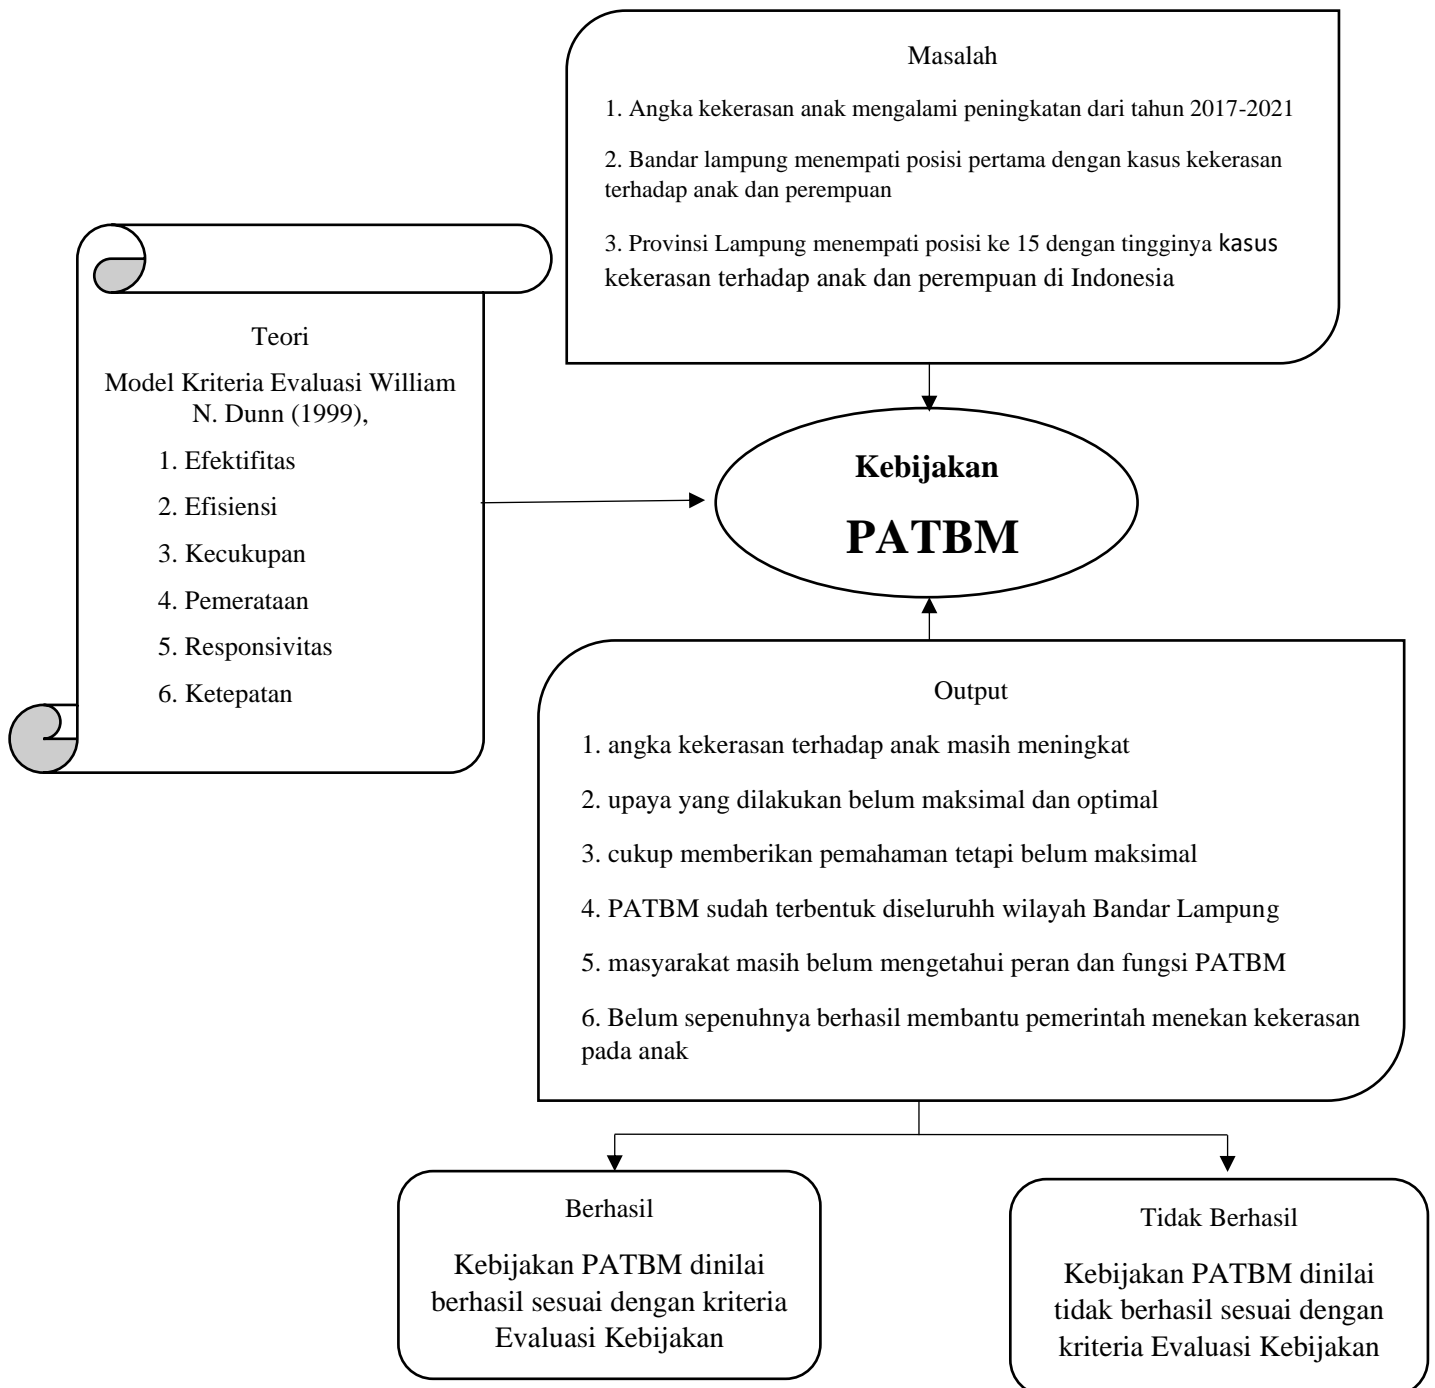 Masalah
1. Angka kekerasan anak mengalami peningkatan dari tahun 2017-2021
2. Bandar lampung menempati posisi pertama dengan kasus kekerasan
terhadap anak dan perempuan
3. Provinsi Lampung menempati posisi ke 15 dengan tingginya kasus
kekerasan terhadap anak dan perempuan di Indonesia
Teori
Model Kriteria Evaluasi William
N. Dunn (1999),
1. Efektifitas
2. Efisiensi
3. Kecukupan
4. Pemerataan
5. Responsivitas
6. Ketepatan
Kebijakan
PATBM
Output
1. angka kekerasan terhadap anak masih meningkat
2. upaya yang dilakukan belum maksimal dan optimal
3. cukup memberikan pemahaman tetapi belum maksimal
4. PATBM sudah terbentuk diseluruhh wilayah Bandar Lampung
5. masyarakat masih belum mengetahui peran dan fungsi PATBM
6. Belum sepenuhnya berhasil membantu pemerintah menekan kekerasan
pada anak
Berhasil
Kebijakan PATBM dinilai
berhasil sesuai dengan kriteria
Evaluasi Kebijakan
Tidak Berhasil
Kebijakan PATBM dinilai
tidak berhasil sesuai dengan
kriteria Evaluasi Kebijakan